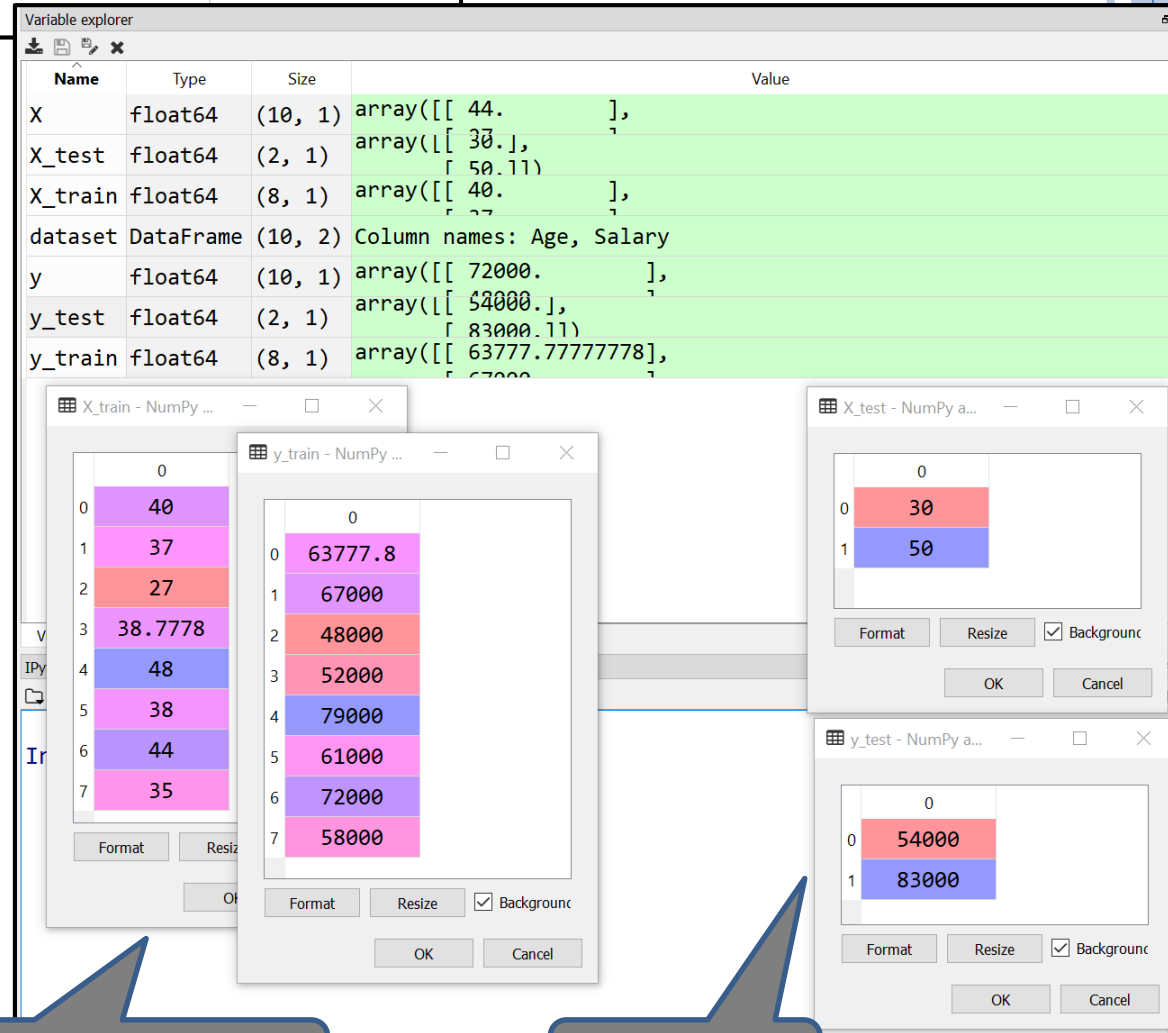 Variable explorer
Name Type Size Value
X float64 (10, 1) array([[ 44. ],
X_test float64 (2, 1) array([[ 30.],
[ 50.]])
X_train float64 (8, 1) array([[ 40. ],
dataset DataFrame (10, 2) Column names: Age, Salary
y float64 (10, 1) array([[ 72000. ],
y_test float64 (2, 1) array([[ 54000.],
[ 83000.]])
y_train float64 (8, 1) array([[ 63777.77777778],
X_train - NumPy ...
0
0 40
1 37
2 27
3 38.7778
4 48
5 38
6 44
7 35
Format Resiz
y_train - NumPy ...
0
0 63777.8
1 67000
2 48000
3 52000
4 79000
5 61000
6 72000
7 58000
Format Resize Background
OK Cancel
X_test - NumPy a...
0
0 30
1 50
Format Resize Background
OK Cancel
y_test - NumPy a...
0
0 54000
1 83000
Format Resize Background
OK Cancel
V
IPy